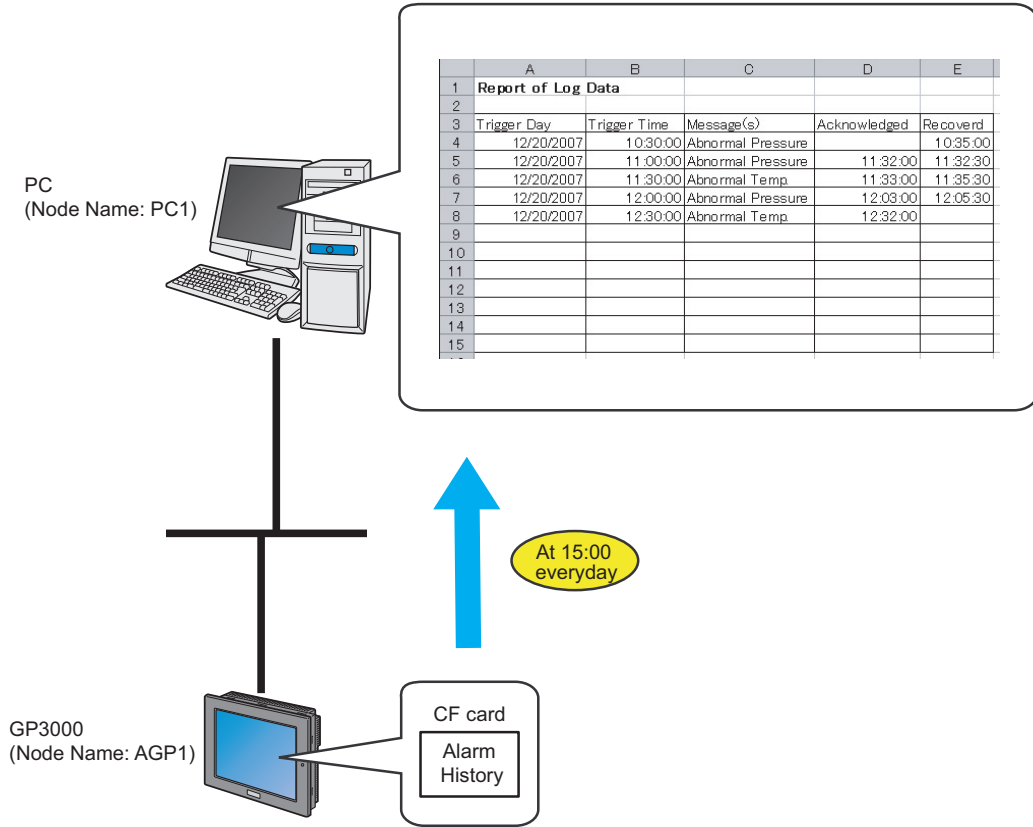 A B C D E
1 Report of Log Data
2
3 Trigger Day Trigger Time Message(s) Acknowledged Recoverd
4 12/20/2007 10:30:00 Abnormal Pressure 10:35:00
5 12/20/2007 11:00:00 Abnormal Pressure 11:32:00 11:32:30
6 12/20/2007 11:30:00 Abnormal Temp. 11:33:00 11:35:30
7 12/20/2007 12:00:00 Abnormal Pressure 12:03:00 12:05:30
8 12/20/2007 12:30:00 Abnormal Temp. 12:32:00
9
10
11
12
13
14
15
PC
(Node Name: PC1)
At 15:00
everyday
GP3000
(Node Name: AGP1)
CF card
Alarm
History